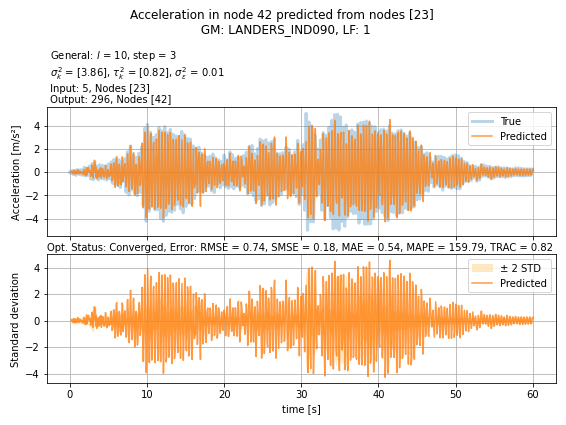 Acceleration in node 42 predicted from nodes [23]
GM: LANDERS_IND090, LF: 1
General: l = 10, step = 3
σ²ₖ = [3.86], τ²ₖ = [0.82], σ²ε = 0.01
Input: 5, Nodes [23]
Output: 296, Nodes [42]
Acceleration [m/s²]
4
2
0
−2
−4
True
Predicted
Opt. Status: Converged, Error: RMSE = 0.74, SMSE = 0.18, MAE = 0.54, MAPE = 159.79, TRAC = 0.82
Standard deviation
4
2
0
−2
−4
± 2 STD
Predicted
0 10 20 30 40 50 60
time [s]